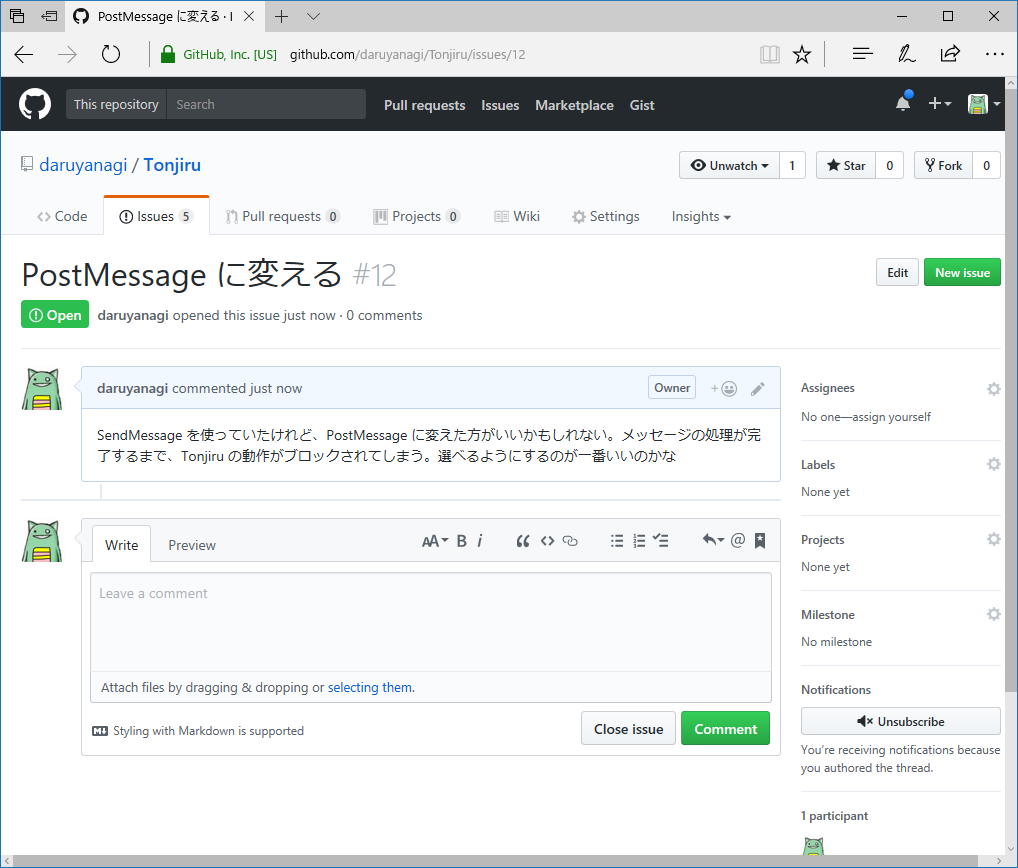 PostMessage に変える · I
GitHub, Inc. [US] github.com/daruyanagi/Tonjiru/issues/12
This repository Search Pull requests Issues Marketplace Gist
daruyanagi / Tonjiru
Unwatch 1 Star 0 Fork 0
Code Issues 5 Pull requests 0 Projects 0 Wiki Settings Insights
PostMessage に変える #12
Edit New issue
Open daruyanagi opened this issue just now · 0 comments
daruyanagi commented just now Owner
SendMessage を使っていたけれど、PostMessage に変えた方がいいかもしれない。メッセージの処理が完
了するまで、Tonjiru の動作がブロックされてしまう。選べるようにするのが一番いいのかな
Write Preview AA B i
Leave a comment
Attach files by dragging & dropping or selecting them.
Styling with Markdown is supported
Close issue Comment
Assignees
No one—assign yourself
Labels
None yet
Projects
None yet
Milestone
No milestone
Notifications
Unsubscribe
You're receiving notifications because
you authored the thread.
1 participant